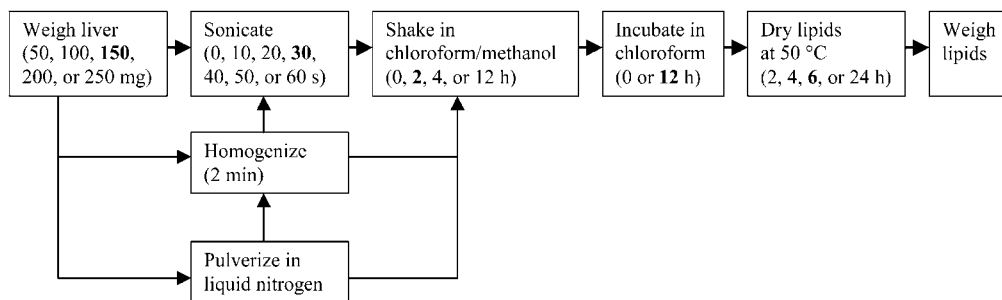 Weigh liver
(50, 100, 150,
200, or 250 mg)
Sonicate
(0, 10, 20, 30,
40, 50, or 60 s)
Shake in
chloroform/methanol
(0, 2, 4, or 12 h)
Incubate in
chloroform
(0 or 12 h)
Dry lipids
at 50 °C
(2, 4, 6, or 24 h)
Weigh
lipids
Homogenize
(2 min)
Pulverize in
liquid nitrogen